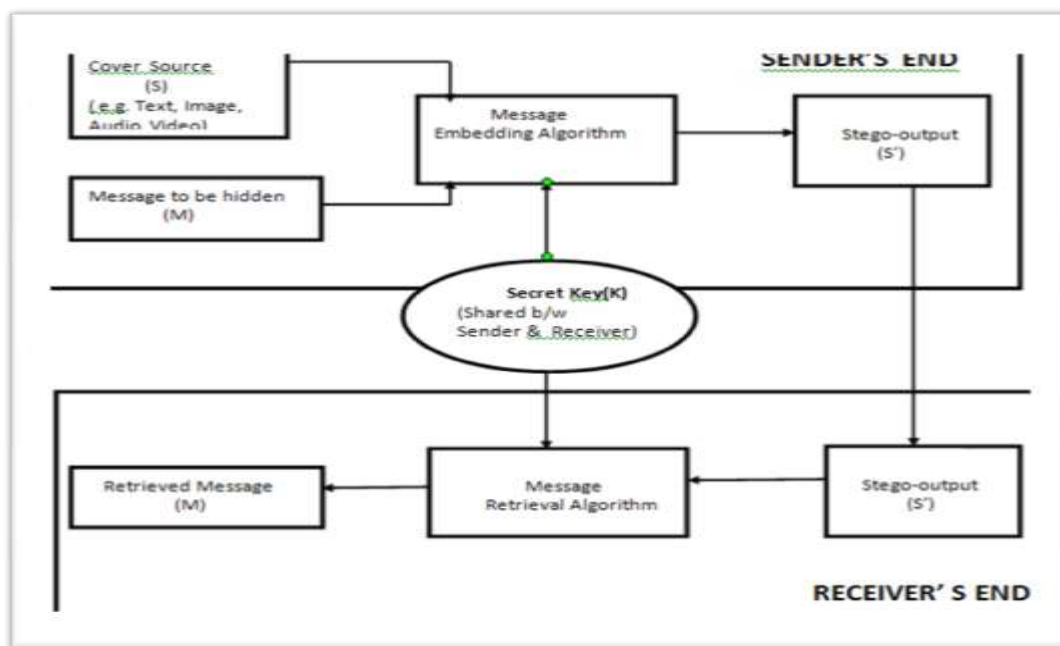 Cover Source
(S)
(e.g. Text, Image,
Audio Video)
SENDER'S END
Message
Embedding Algorithm
Stego-output
(S')
Message to be hidden
(M)
Secret Key(K)
(Shared b/w
Sender & Receiver)
Retrieved Message
(M)
Message
Retrieval Algorithm
Stego-output
(S')
RECEIVER' S END